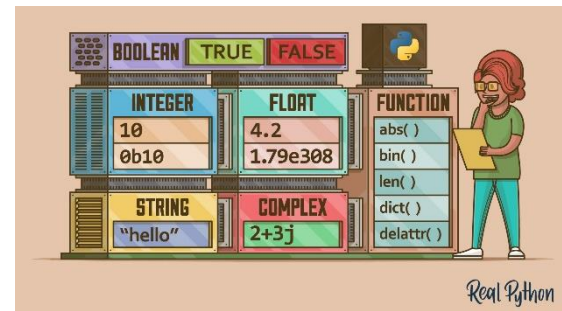 BOOLEAN TRUE FALSE
INTEGER
10
0b10
FLOAT
4.2
1.79e308
STRING
"hello"
COMPLEX
2+3j
FUNCTION
abs( )
bin( )
len( )
dict( )
delattr( )
Real Python